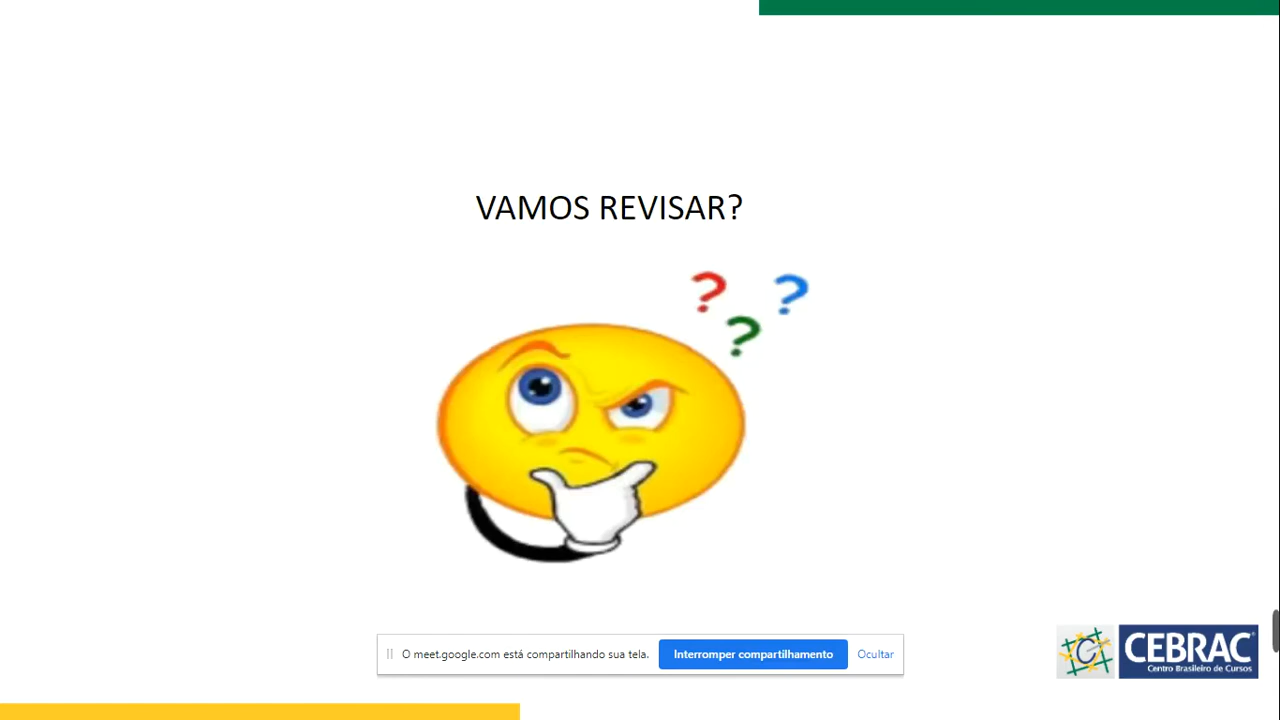 VAMOS REVISAR?
? ? ?
O meet.google.com está compartilhando sua tela.
Interromper compartilhamento
Ocultar
CEBRAC®
Centro Brasileiro de Cursos